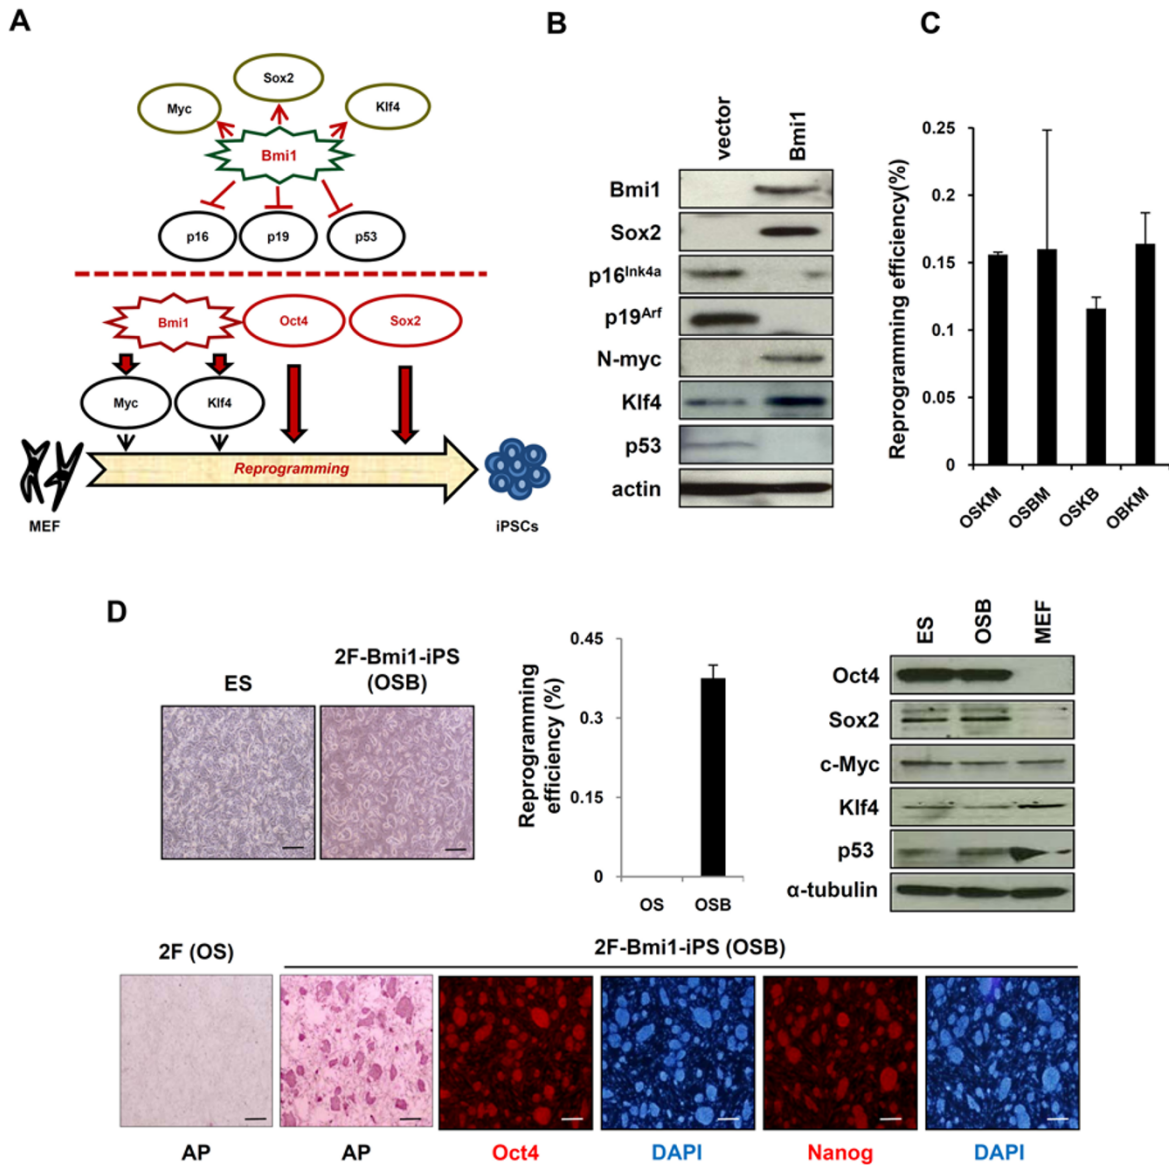 A
Sox2
Myc
Klf4
Bmi1
p16
p19
p53
Bmi1
Oct4
Sox2
Myc
Klf4
Reprogramming
MEF
iPSCs
B
vector
Bmi1
Bmi1
Sox2
p16Ink4a
p19Arf
N-myc
Klf4
p53
actin
C
Reprogramming efficiency(%)
0.25
0.2
0.15
0.1
0.05
0
OSKM
OSBM
OSKB
OBKM
D
ES
2F-Bmi1-iPS
(OSB)
Reprogramming
efficiency (%)
0.45
0.3
0.15
0
OS
OSB
ES
OSB
MEF
Oct4
Sox2
c-Myc
Klf4
p53
α-tubulin
2F (OS)
2F-Bmi1-iPS (OSB)
AP
AP
Oct4
DAPI
Nanog
DAPI